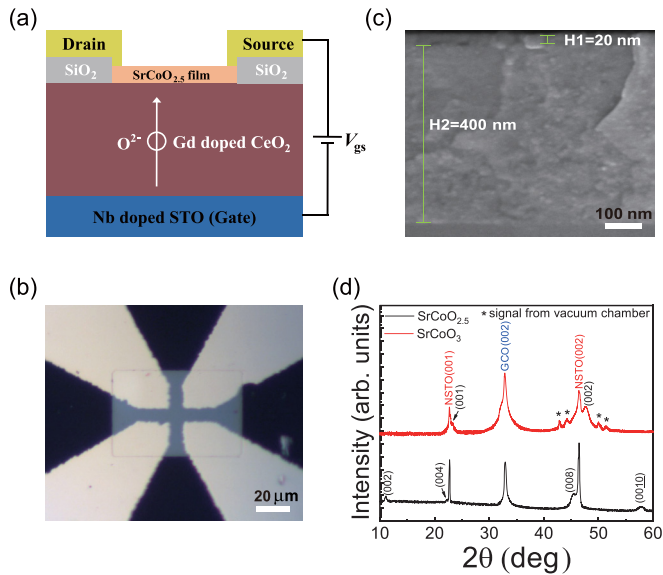 (a)
Drain
Source
SiO₂
SrCoO₂.₅ film
SiO₂
O²⁻
Gd doped CeO₂
Vgs
Nb doped STO (Gate)
(c)
H1=20 nm
H2=400 nm
100 nm
(b)
20 μm
(d)
SrCoO₂.₅
* signal from vacuum chamber
SrCoO₃
NSTO(001)
(001)
GCO(002)
NSTO(002)
(002)
* * * *
(002)
(004)
(008)
(0010)
Intensity (arb. units)
10 20 30 40 50 60
2θ (deg)